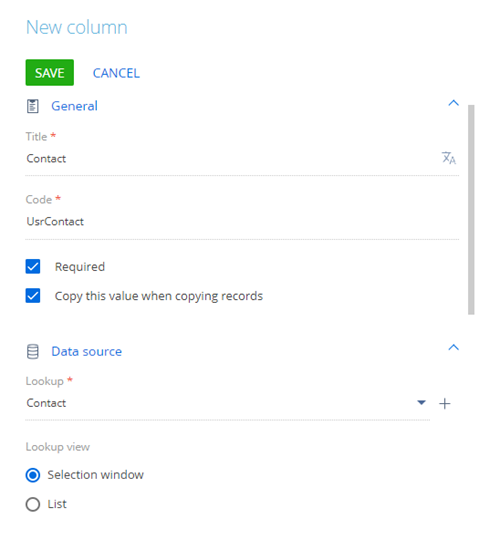 New column
SAVE CANCEL
General
Title *
Contact
Code *
UsrContact
Required
Copy this value when copying records
Data source
Lookup *
Contact
Lookup view
Selection window
List